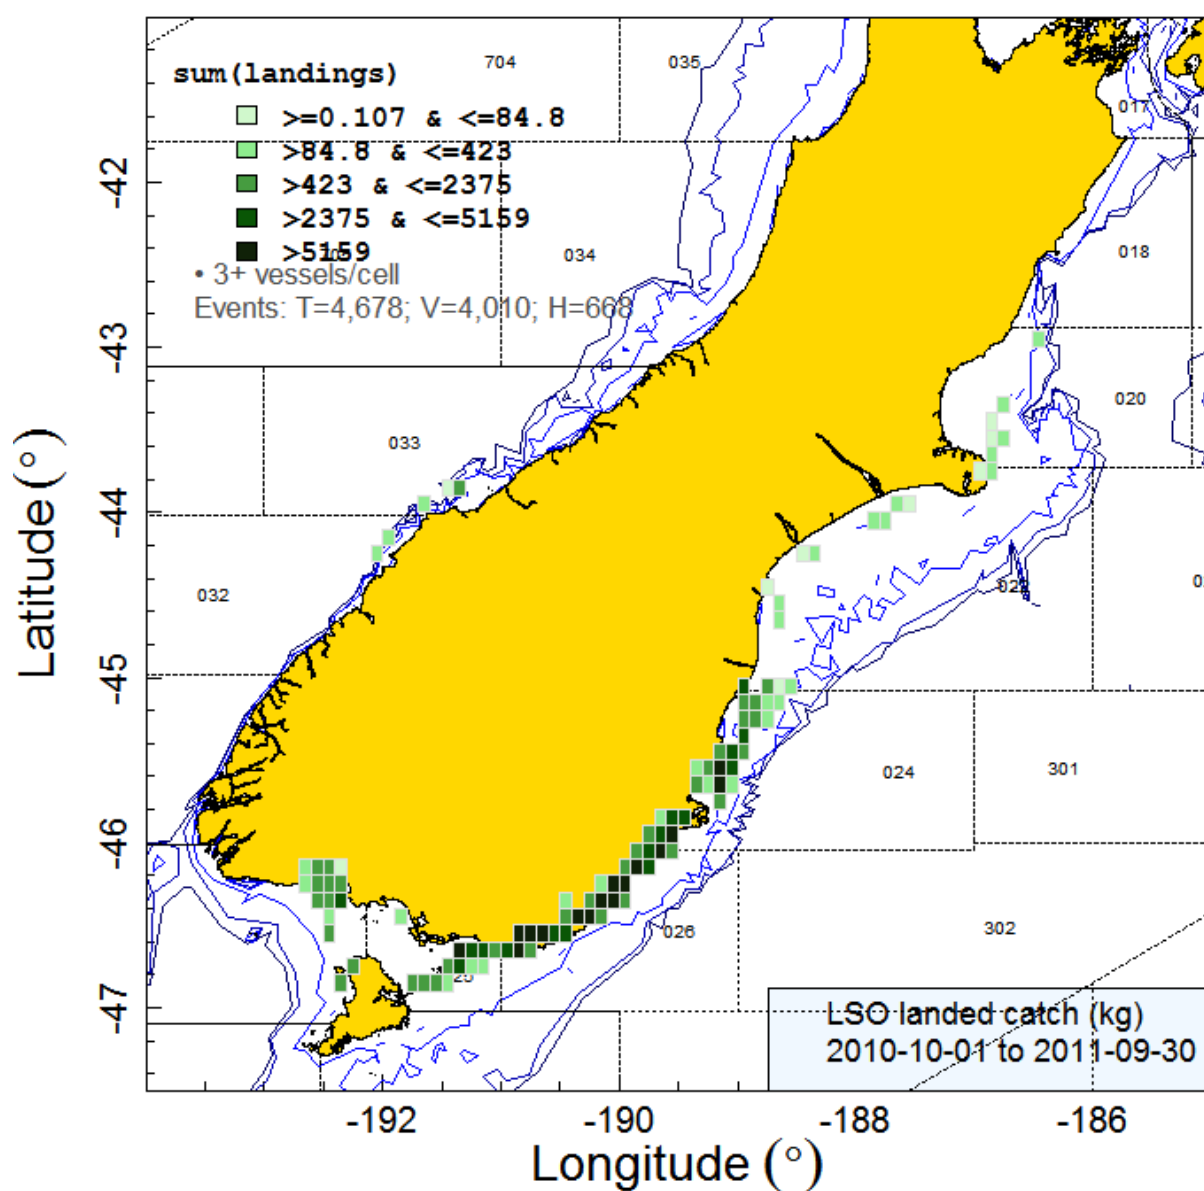 704
035
017
sum(landings)
>=0.107 & <=84.8
>84.8 & <=423
>423 & <=2375
>2375 & <=5159
>5159
• 3+ vessels/cell
Events: T=4,678; V=4,010; H=668
034
018
033
020
032
024
301
026
302
LSO landed catch (kg)
2010-10-01 to 2011-09-30
-42
-43
-44
-45
-46
-47
Latitude (°)
-192
-190
-188
-186
Longitude (°)